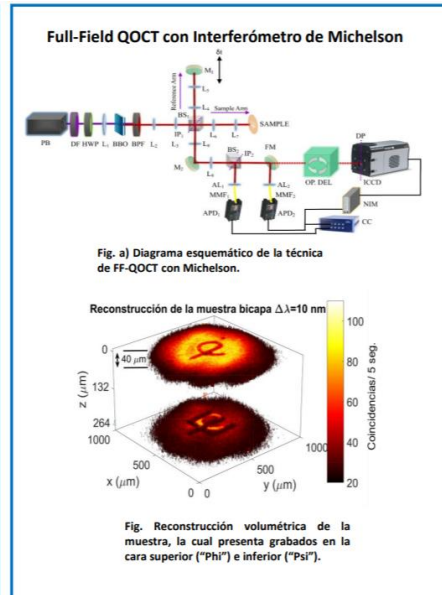 Full-Field QOCT con Interferómetro de Michelson
δz
M₁
Reference Arm
L₅
L₄
BS₁
Sample Arm
PB
DF HWP L₁ BBO BPF L₂ IP₁
L₆ L₇ SAMPLE
L₃
L₈
BS₂ IP₂
FM
DP
M₂
L₉
ICCD
OP. DEL
AL₁
AL₂
MMF₁
MMF₂
NIM
APD₁
APD₂
CC
Fig. a) Diagrama esquemático de la técnica
de FF-QOCT con Michelson.
Reconstrucción de la muestra bicapa Δλ=10 nm
0
40 μm
132
264
z (μm)
1000
500
0
x (μm)
0
500
1000
y (μm)
100
80
60
40
20
Coincidencias/ 5 seg.
Fig. Reconstrucción volumétrica de la
muestra, la cual presenta grabados en la
cara superior ("Phi") e inferior ("Psi").